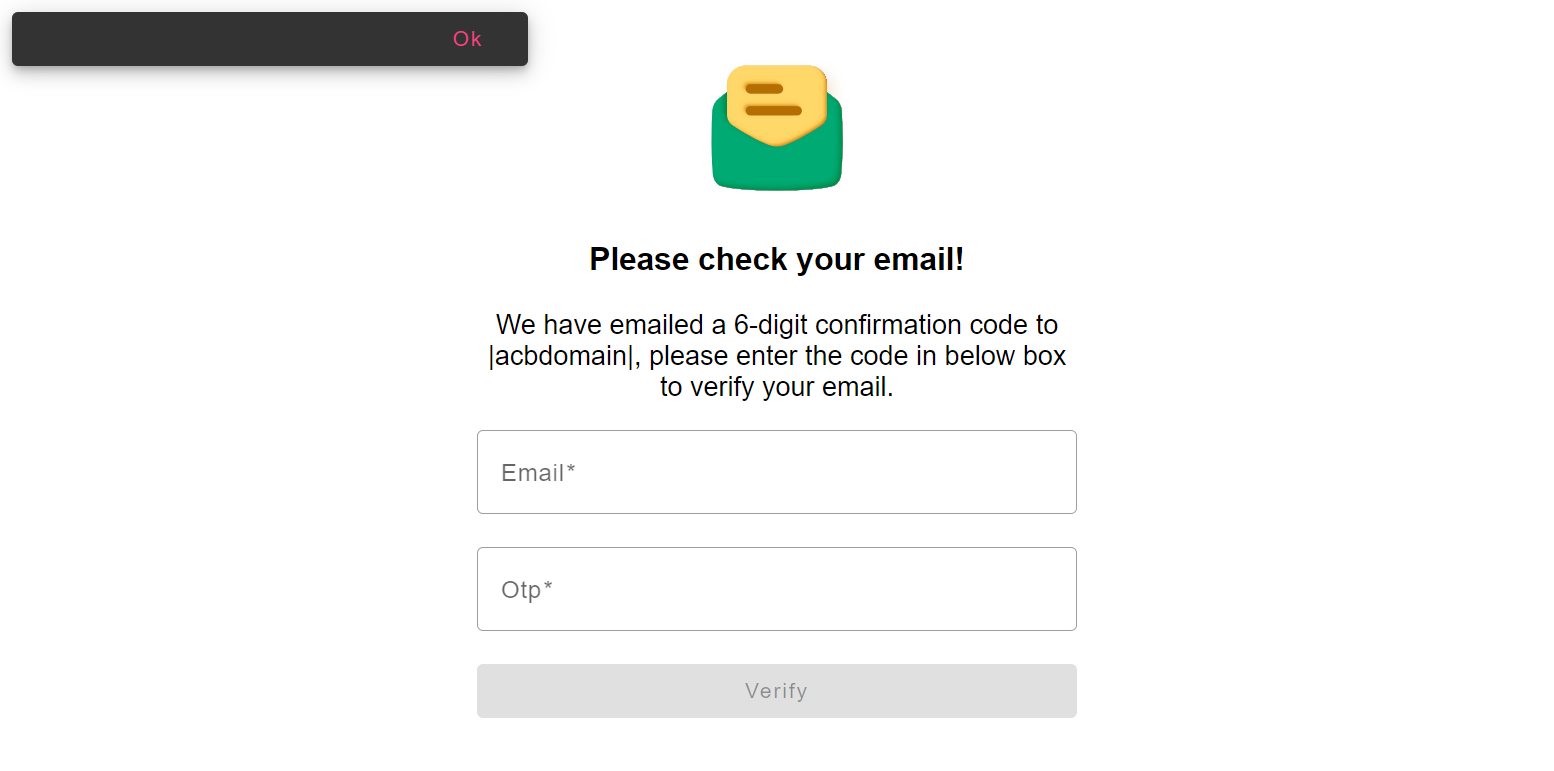 Ok
Please check your email!
We have emailed a 6-digit confirmation code to
|acbdomain|, please enter the code in below box
to verify your email.
Email*
Otp*
Verify